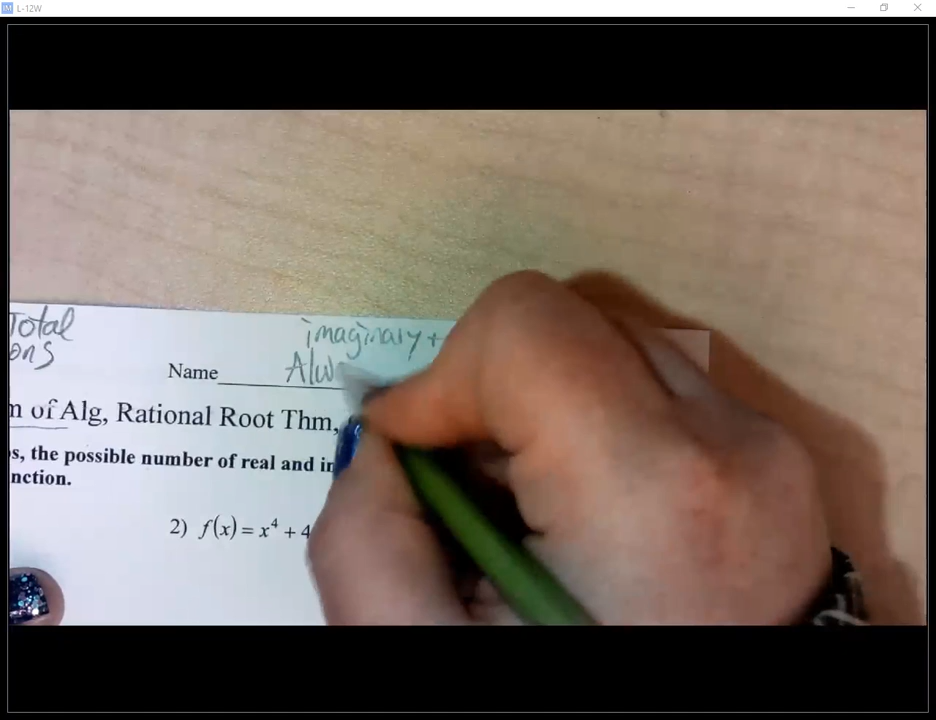 L-12W
Total
ons
imaginary +
Name
Alw
n of Alg, Rational Root Thm,
s, the possible number of real and in
nction.
2) f(x) = x⁴ + 4